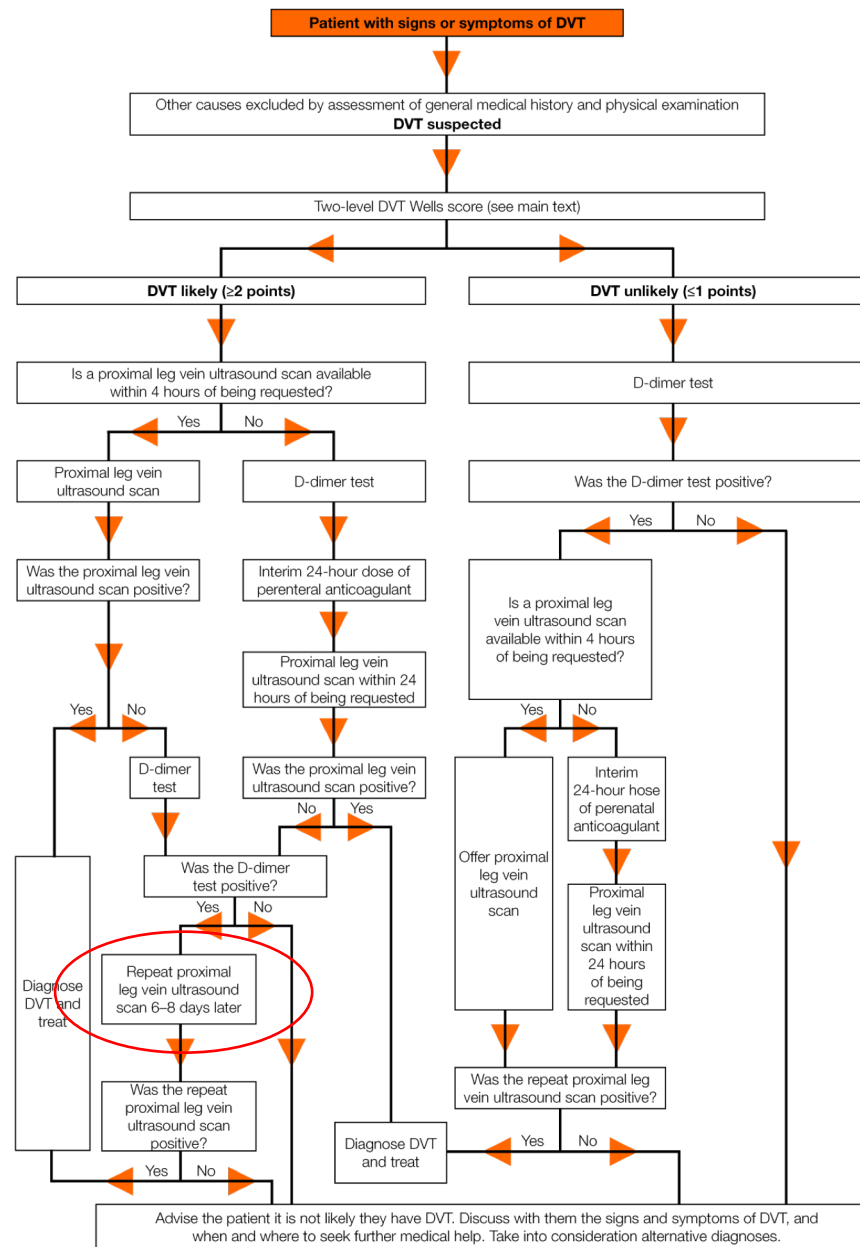 Patient with signs or symptoms of DVT
Other causes excluded by assessment of general medical history and physical examination
DVT suspected
Two-level DVT Wells score (see main text)
DVT likely (≥2 points)
DVT unlikely (≤1 points)
Is a proximal leg vein ultrasound scan available
within 4 hours of being requested?
D-dimer test
Yes
No
Proximal leg vein
ultrasound scan
D-dimer test
Was the D-dimer test positive?
Yes
No
Was the proximal leg vein
ultrasound scan positive?
Interim 24-hour dose of
perenteral anticoagulant
Is a proximal leg
vein ultrasound scan
available within 4 hours
of being requested?
Proximal leg vein
ultrasound scan within 24
hours of being requested
Yes
No
Yes
No
D-dimer
test
Was the proximal leg vein
ultrasound scan positive?
Interim
24-hour hose
of perenatal
anticoagulant
No
Yes
Offer proximal
leg vein
ultrasound
scan
Was the D-dimer
test positive?
Proximal
leg vein
ultrasound
scan within
24 hours
of being
requested
Yes
No
Diagnose
DVT and
treat
Repeat proximal
leg vein ultrasound
scan 6–8 days later
Was the repeat
proximal leg vein
ultrasound scan
positive?
Was the repeat proximal leg
vein ultrasound scan positive?
Diagnose DVT
and treat
Yes
No
Yes
No
Advise the patient it is not likely they have DVT. Discuss with them the signs and symptoms of DVT, and
when and where to seek further medical help. Take into consideration alternative diagnoses.